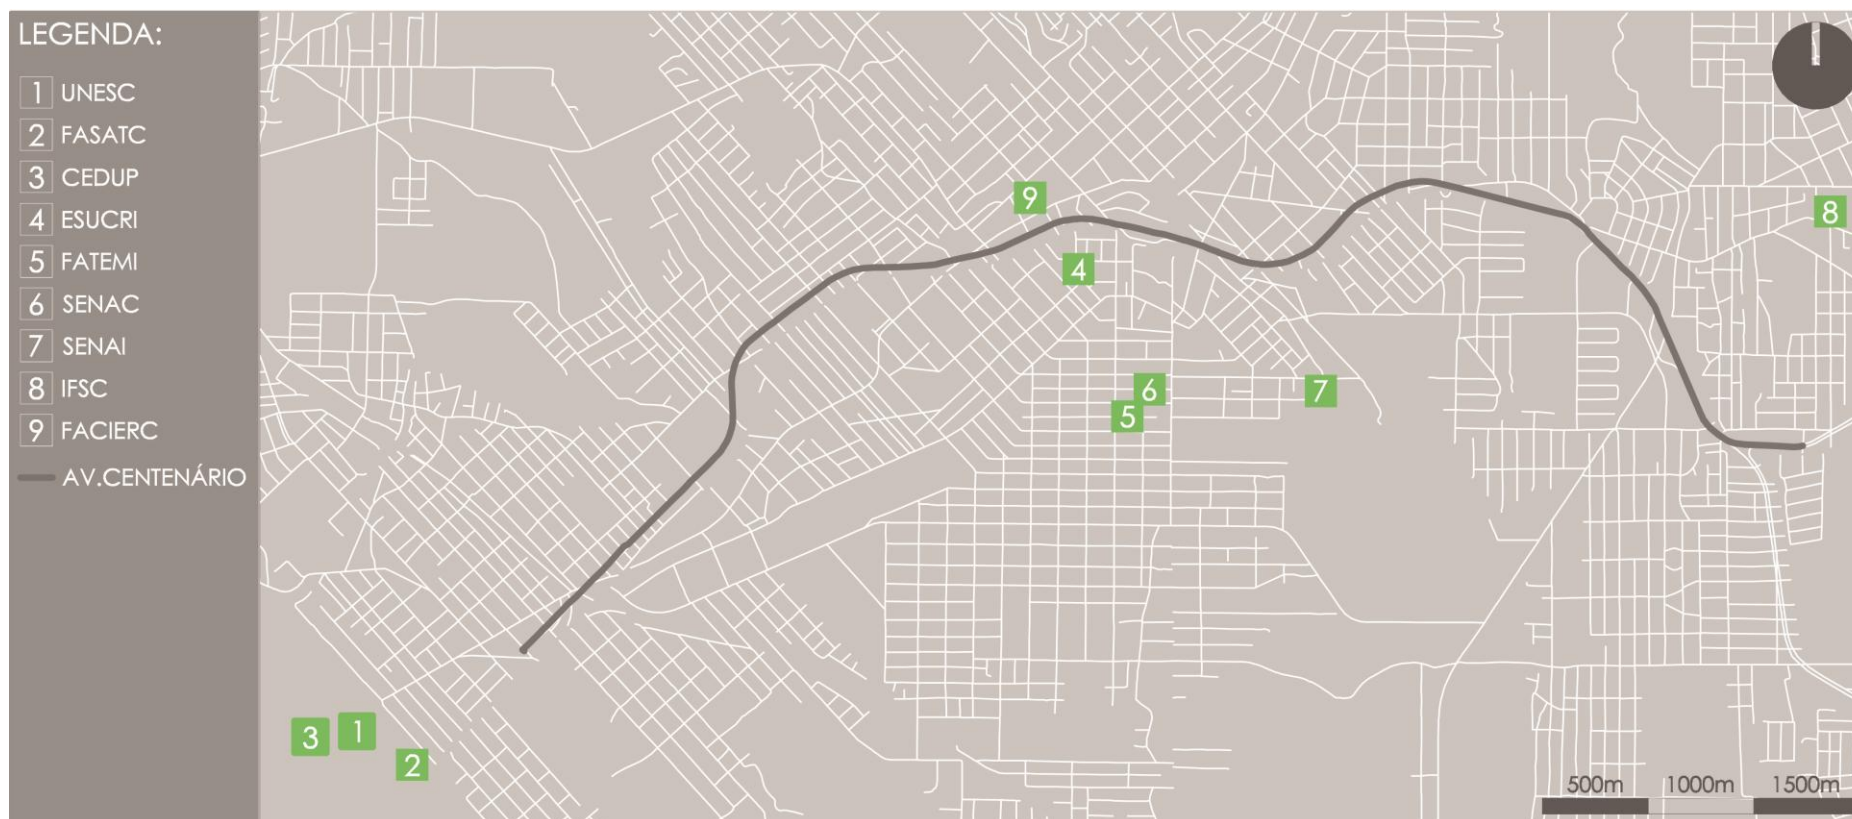 LEGENDA:
1 UNESC
2 FASATC
3 CEDUP
4 ESUCRI
5 FATEMI
6 SENAC
7 SENAI
8 IFSC
9 FACIERC
AV.CENTENÁRIO
9
8
4
6
7
5
3
1
2
500m 1000m 1500m